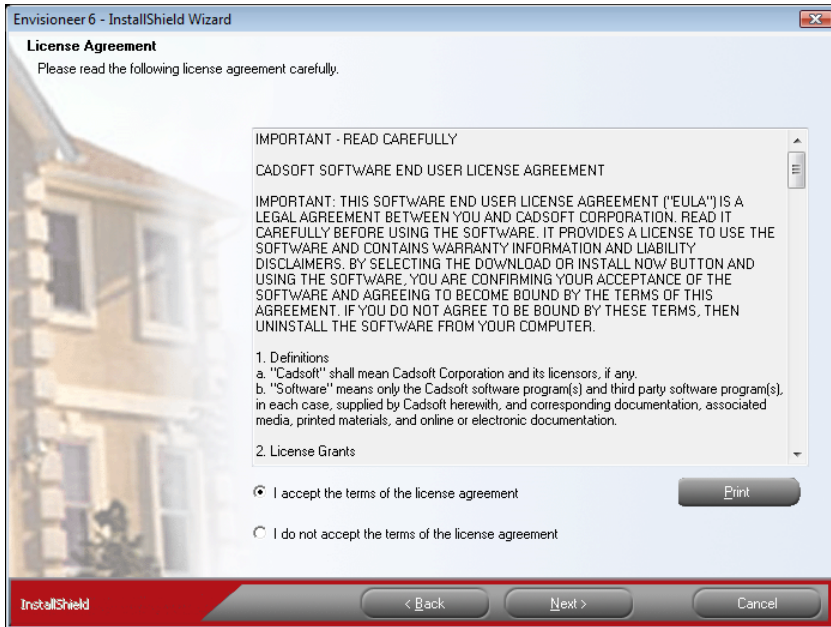 Envisioneer 6 - InstallShield Wizard
License Agreement
Please read the following license agreement carefully.
IMPORTANT - READ CAREFULLY
CADSOFT SOFTWARE END USER LICENSE AGREEMENT
IMPORTANT: THIS SOFTWARE END USER LICENSE AGREEMENT ("EULA") IS A
LEGAL AGREEMENT BETWEEN YOU AND CADSOFT CORPORATION. READ IT
CAREFULLY BEFORE USING THE SOFTWARE. IT PROVIDES A LICENSE TO USE THE
SOFTWARE AND CONTAINS WARRANTY INFORMATION AND LIABILITY
DISCLAIMERS. BY SELECTING THE DOWNLOAD OR INSTALL NOW BUTTON AND
USING THE SOFTWARE, YOU ARE CONFIRMING YOUR ACCEPTANCE OF THE
SOFTWARE AND AGREEING TO BECOME BOUND BY THE TERMS OF THIS
AGREEMENT. IF YOU DO NOT AGREE TO BE BOUND BY THESE TERMS, THEN
UNINSTALL THE SOFTWARE FROM YOUR COMPUTER.
1. Definitions
a. "Cadsoft" shall mean Cadsoft Corporation and its licensors, if any.
b. "Software" means only the Cadsoft software program(s) and third party software program(s),
in each case, supplied by Cadsoft herewith, and corresponding documentation, associated
media, printed materials, and online or electronic documentation.
2. License Grants
I accept the terms of the license agreement
Print
I do not accept the terms of the license agreement
InstallShield
< Back
Next >
Cancel